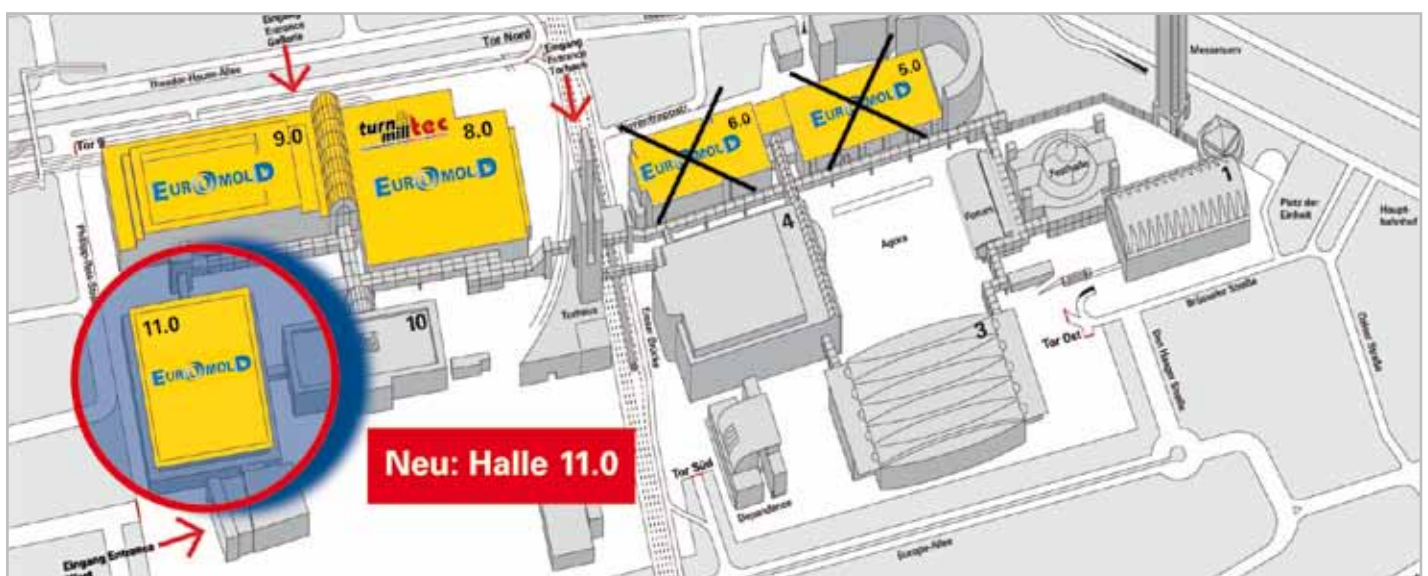 Eingang
Entrance
Galleria
Tor Nord
Eingang
Entrance
Torhaus
Messeturm
Theodor-Heuss-Allee
5.0
EUROMOLD
6.0
EUROMOLD
turn
mill tec
8.0
EUROMOLD
9.0
EUROMOLD
Tor 9
Festhalle
1
Platz der
Einheit
Haupt-
bahnhof
Forum
4
Agora
11.0
EUROMOLD
10
Torhaus
3
Tor Ost
Brüsseler Straße
Den Haager Straße
Osloer Straße
Neu: Halle 11.0
Tor Süd
Dependance
Europa-Allee
Eingang Entrance